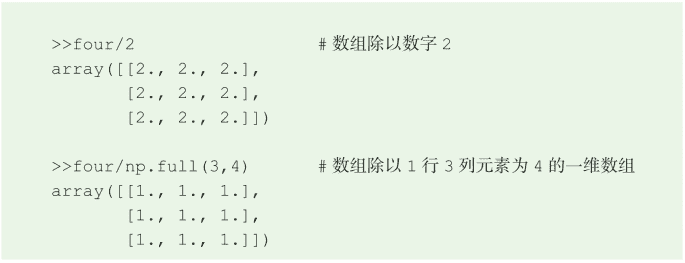 >>four/2 # 数组除以数字 2
array([[2., 2., 2.],
[2., 2., 2.],
[2., 2., 2.]])
>>four/np.full(3,4) # 数组除以 1 行 3 列元素为 4 的一维数组
array([[1., 1., 1.],
[1., 1., 1.],
[1., 1., 1.]])